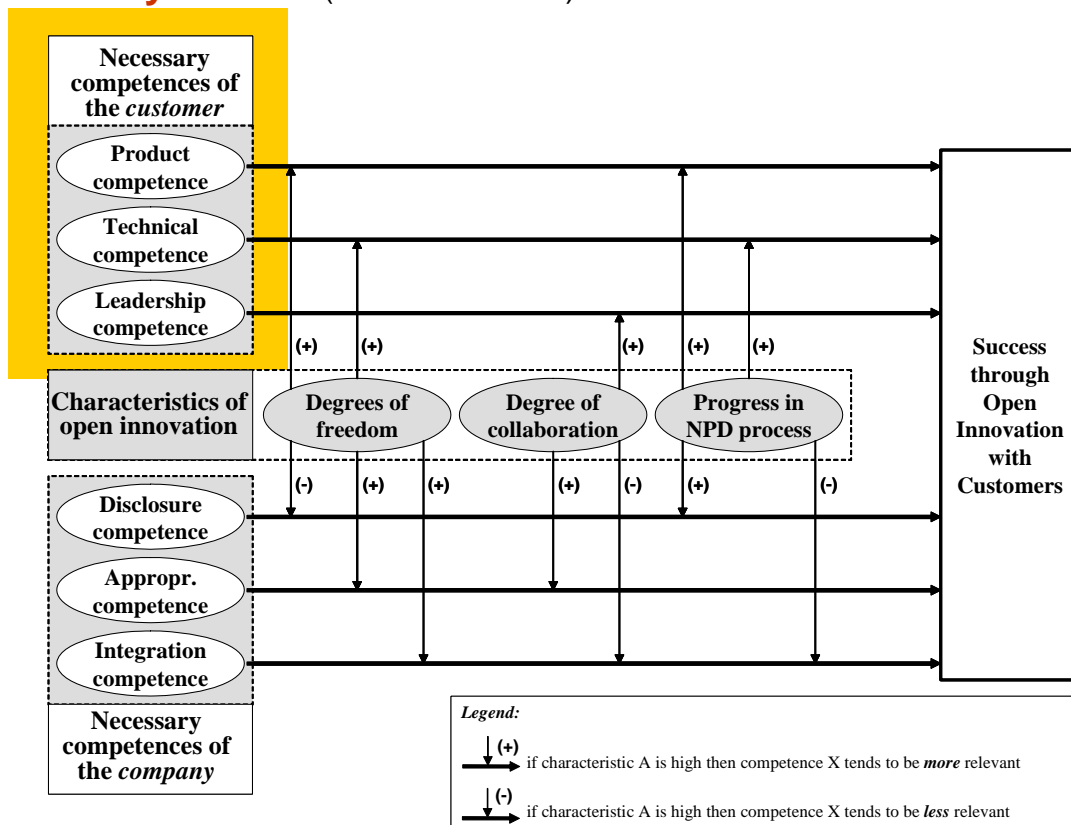 Necessary
competences of
the customer
Product
competence
Technical
competence
Leadership
competence
(+)
(+)
(+)
(+)
(+)
Characteristics of
open innovation
Degrees of
freedom
Degree of
collaboration
Progress in
NPD process
(-)
(+)
(+)
(+)
(-)
(+)
(-)
Disclosure
competence
Appropr.
competence
Integration
competence
Necessary
competences of
the company
Success
through
Open
Innovation
with
Customers
Legend:
(+)
if characteristic A is high then competence X tends to be more relevant
(-)
if characteristic A is high then competence X tends to be less relevant